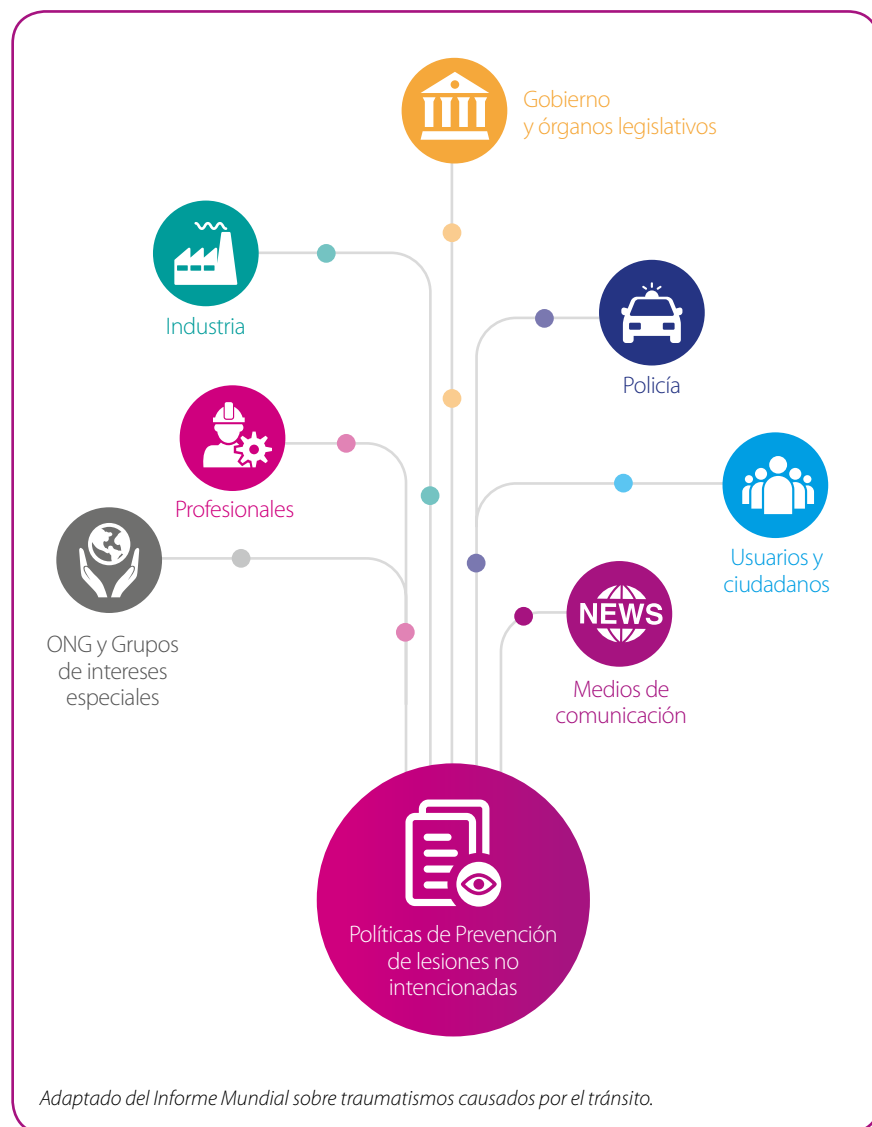 Gobierno
y órganos legislativos
Industria
Policía
Profesionales
Usuarios y
ciudadanos
ONG y Grupos
de intereses
especiales
NEWS
Medios de
comunicación
Políticas de Prevención
de lesiones no
intencionadas
Adaptado del Informe Mundial sobre traumatismos causados por el tránsito.